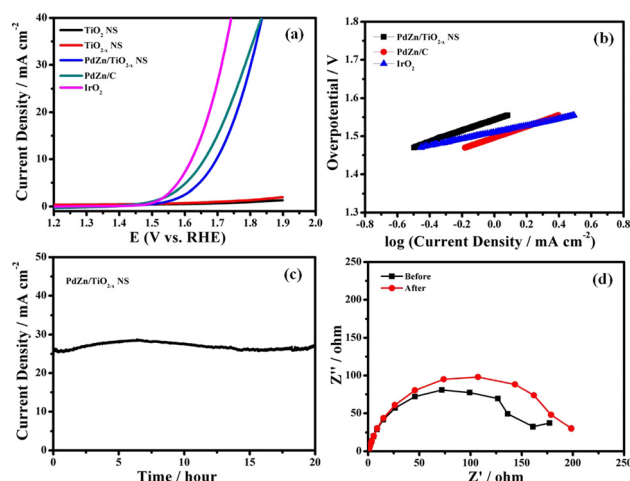 (a)
TiO2 NS
TiO2-x NS
PdZn/TiO2-x NS
PdZn/C
IrO2
Current Density / mA cm-2
40
30
20
10
0
1.2 1.3 1.4 1.5 1.6 1.7 1.8 1.9 2.0
E (V vs. RHE)
(b)
PdZn/TiO2-x NS
PdZn/C
IrO2
Overpotential / V
1.8
1.7
1.6
1.5
1.4
1.3
-0.8 -0.6 -0.4 -0.2 0.0 0.2 0.4 0.6 0.8
log (Current Density / mA cm-2)
(c)
PdZn/TiO2-x NS
Current Density / mA cm-2
50
40
30
20
10
0
0 5 10 15 20
Time / hour
(d)
Before
After
Z'' / ohm
250
200
150
100
50
0
0 50 100 150 200 250
Z' / ohm